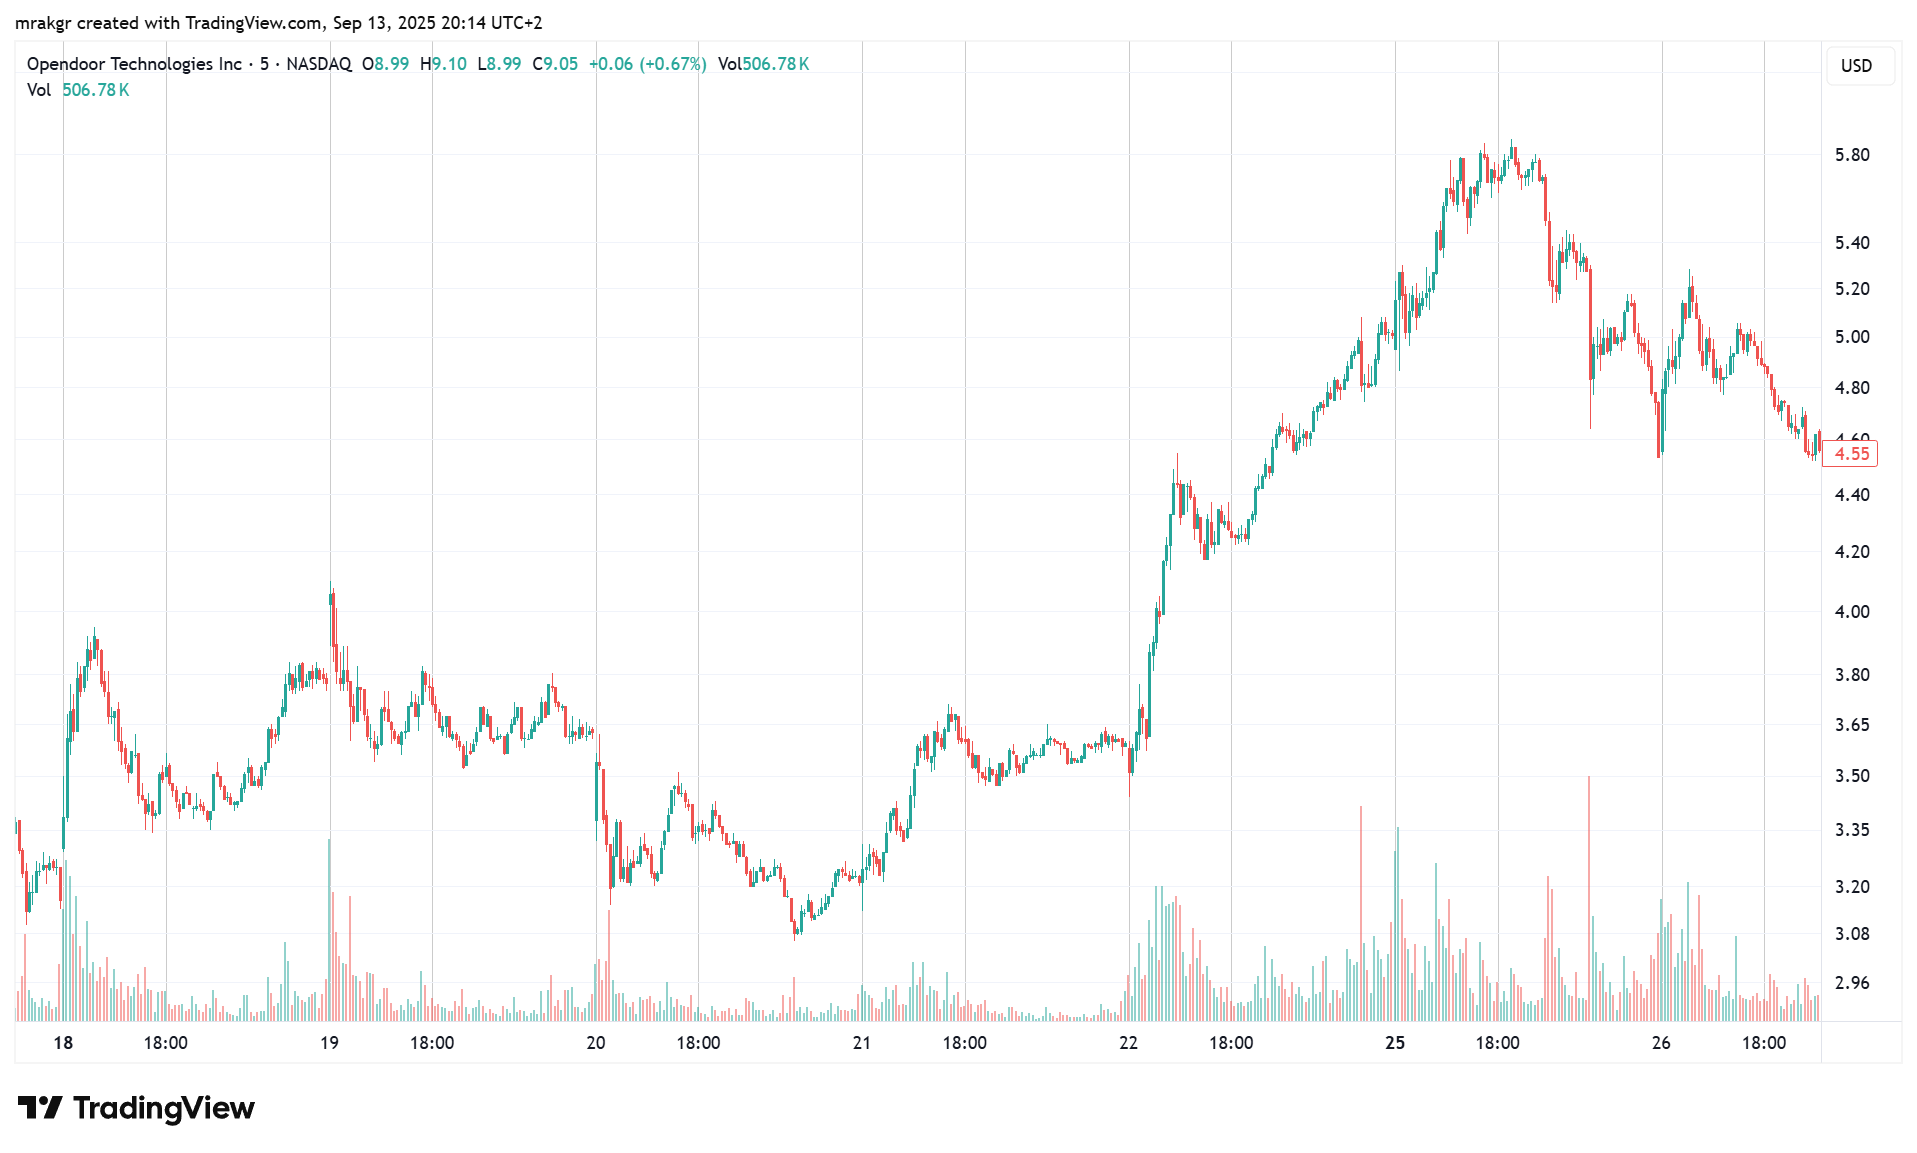 mrakgr created with TradingView.com, Sep 13, 2025 20:14 UTC+2
Opendoor Technologies Inc · 5 · NASDAQ O8.99 H9.10 L8.99 C9.05 +0.06 (+0.67%) Vol506.78K
Vol 506.78K
USD
5.80
5.40
5.20
5.00
4.80
4.60
4.55
4.40
4.20
4.00
3.80
3.65
3.50
3.35
3.20
3.08
2.96
18 18:00 19 18:00 20 18:00 21 18:00 22 18:00 25 18:00 26 18:00
TradingView